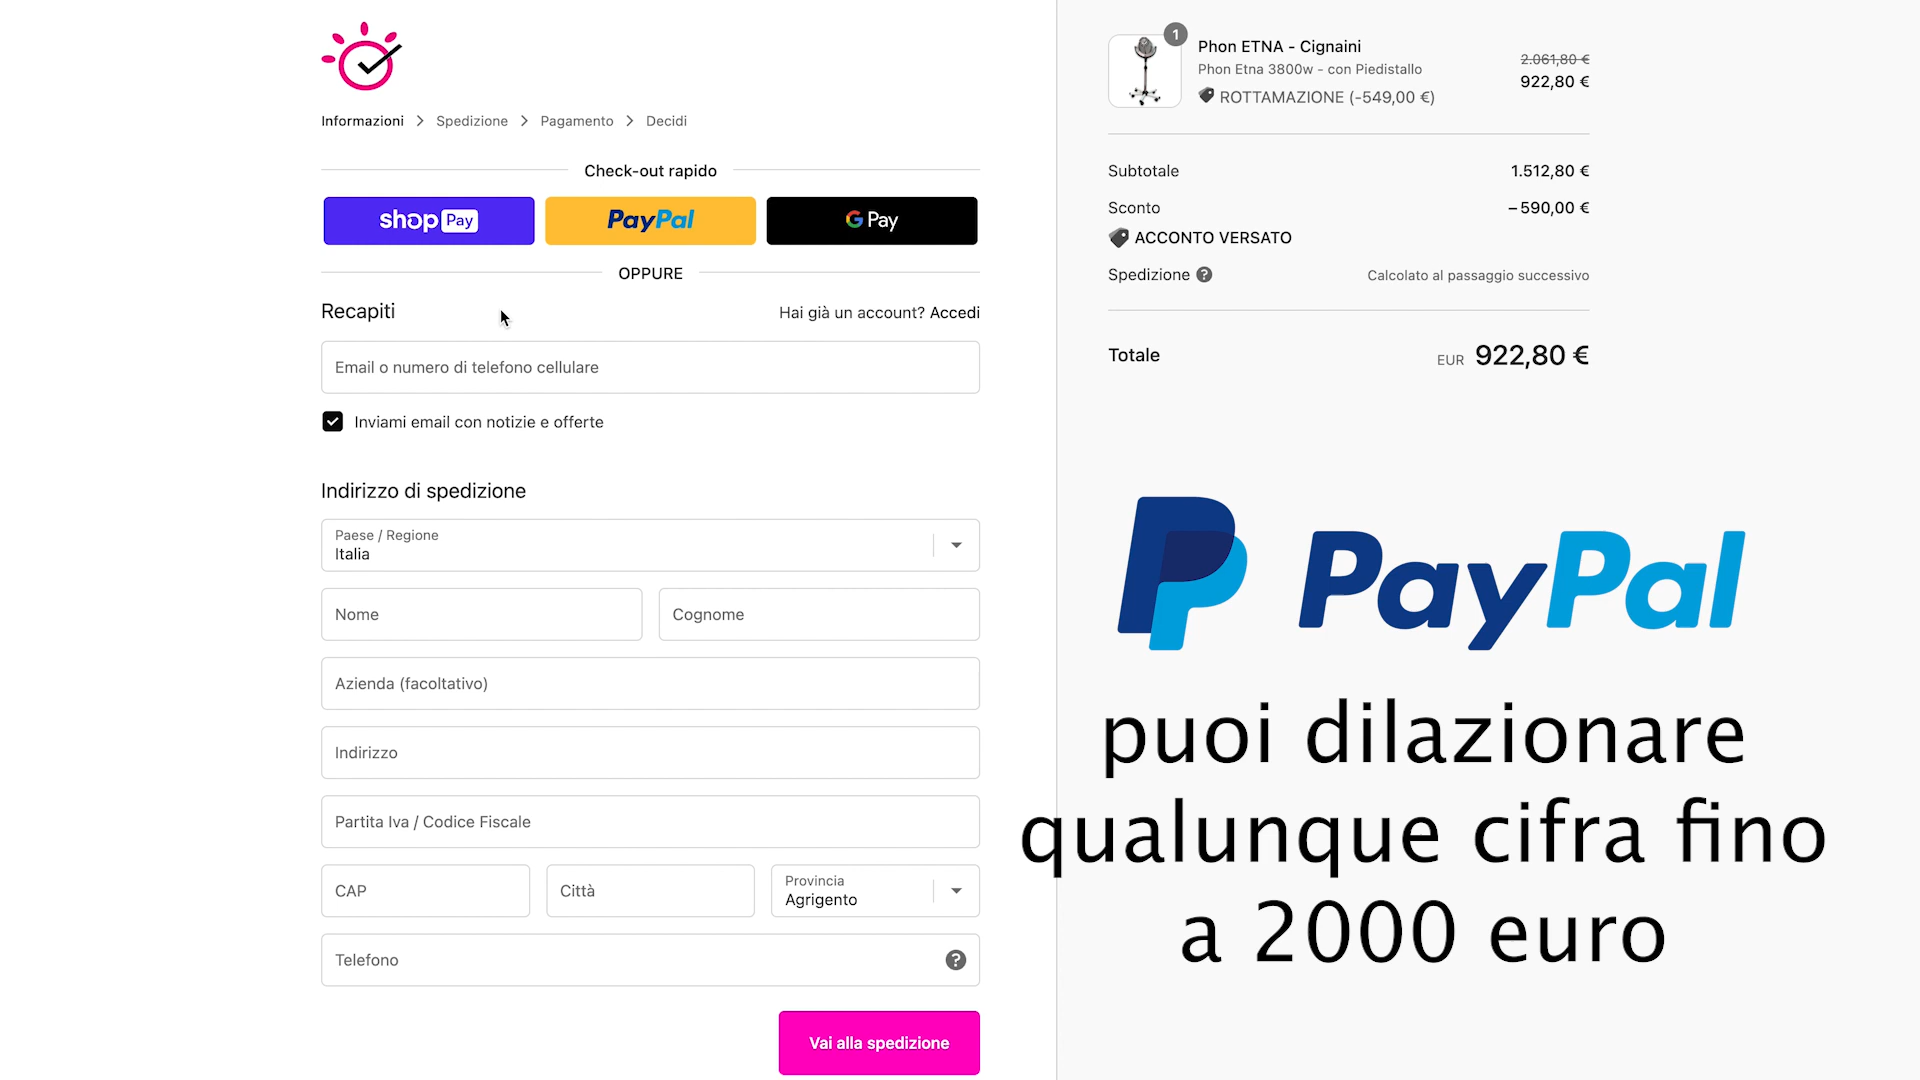 Informazioni > Spedizione > Pagamento > Decidi
Check-out rapido
shop Pay
PayPal
G Pay
OPPURE
Recapiti
Hai già un account? Accedi
Email o numero di telefono cellulare
Inviami email con notizie e offerte
Indirizzo di spedizione
Paese / Regione
Italia
Nome
Cognome
Azienda (facoltativo)
Indirizzo
Partita Iva / Codice Fiscale
CAP
Città
Provincia
Agrigento
Telefono
?
Vai alla spedizione
1
Phon ETNA - Cignaini
Phon Etna 3800w - con Piedistallo
ROTTAMAZIONE (-549,00 €)
2.061,80 €
922,80 €
Subtotale 1.512,80 €
Sconto – 590,00 €
ACCONTO VERSATO
Spedizione ? Calcolato al passaggio successivo
Totale EUR 922,80 €
PayPal
puoi dilazionare
qualunque cifra fino
a 2000 euro